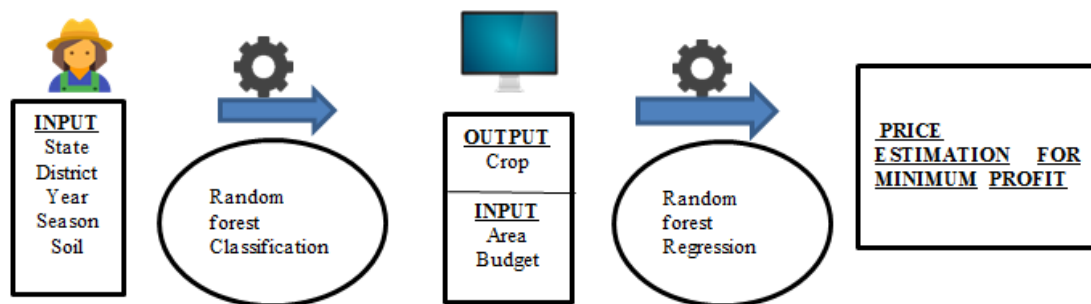 INPUT
State
District
Year
Season
Soil
Random
forest
Classification
OUTPUT
Crop
INPUT
Area
Budget
Random
forest
Regression
PRICE
ESTIMATION FOR
MINIMUM PROFIT